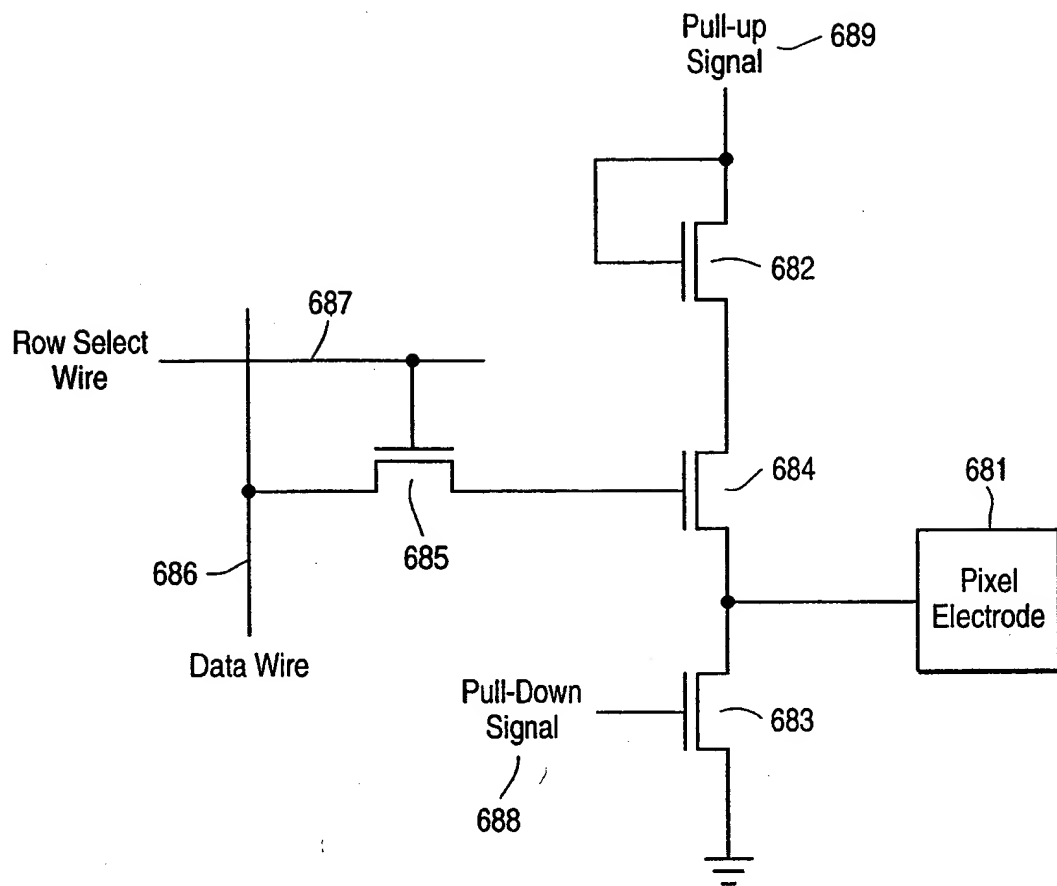 Pull-up
Signal
689
682
687
Row Select
Wire
684
681
685
686
Pixel
Electrode
Data Wire
Pull-Down
Signal
683
688